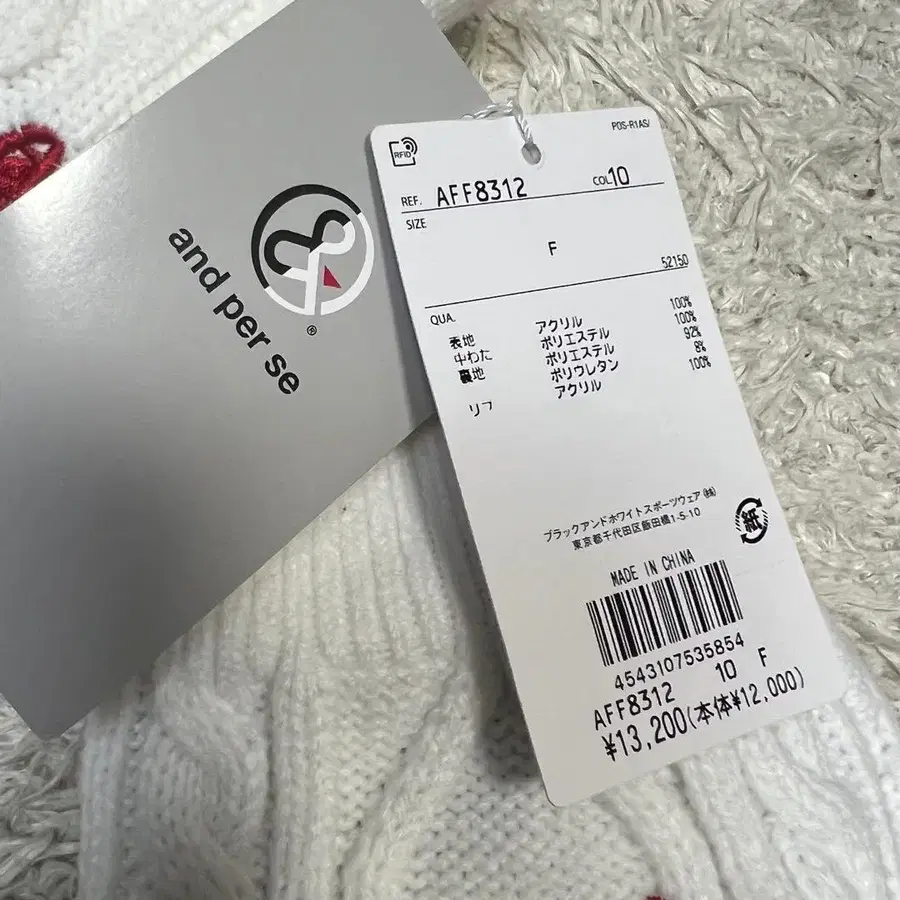 and per se
®
RFID
POS-R1AS/
REF. AFF8312 COL10
SIZE
F
52150
QUA.
表地 アクリル 100%
中わた ポリエステル 100%
裏地 ポリエステル 92%
ポリウレタン 8%
リブ アクリル 100%
ブラックアンドホワイトスポーツウェア㈱
東京都千代田区飯田橋1-5-10
紙
MADE IN CHINA
4543107535854
AFF8312 10 F
¥13,200(本体¥12,000)